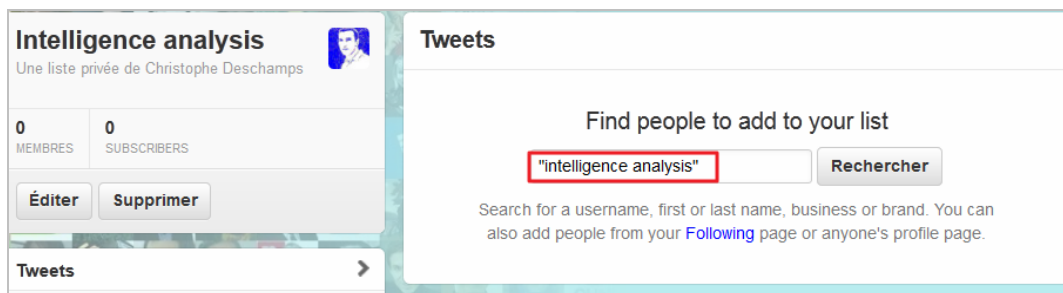 Intelligence analysis
Une liste privée de Christophe Deschamps
0
MEMBRES
0
SUBSCRIBERS
Éditer
Supprimer
Tweets
Tweets
Find people to add to your list
"intelligence analysis"
Rechercher
Search for a username, first or last name, business or brand. You can
also add people from your Following page or anyone's profile page.